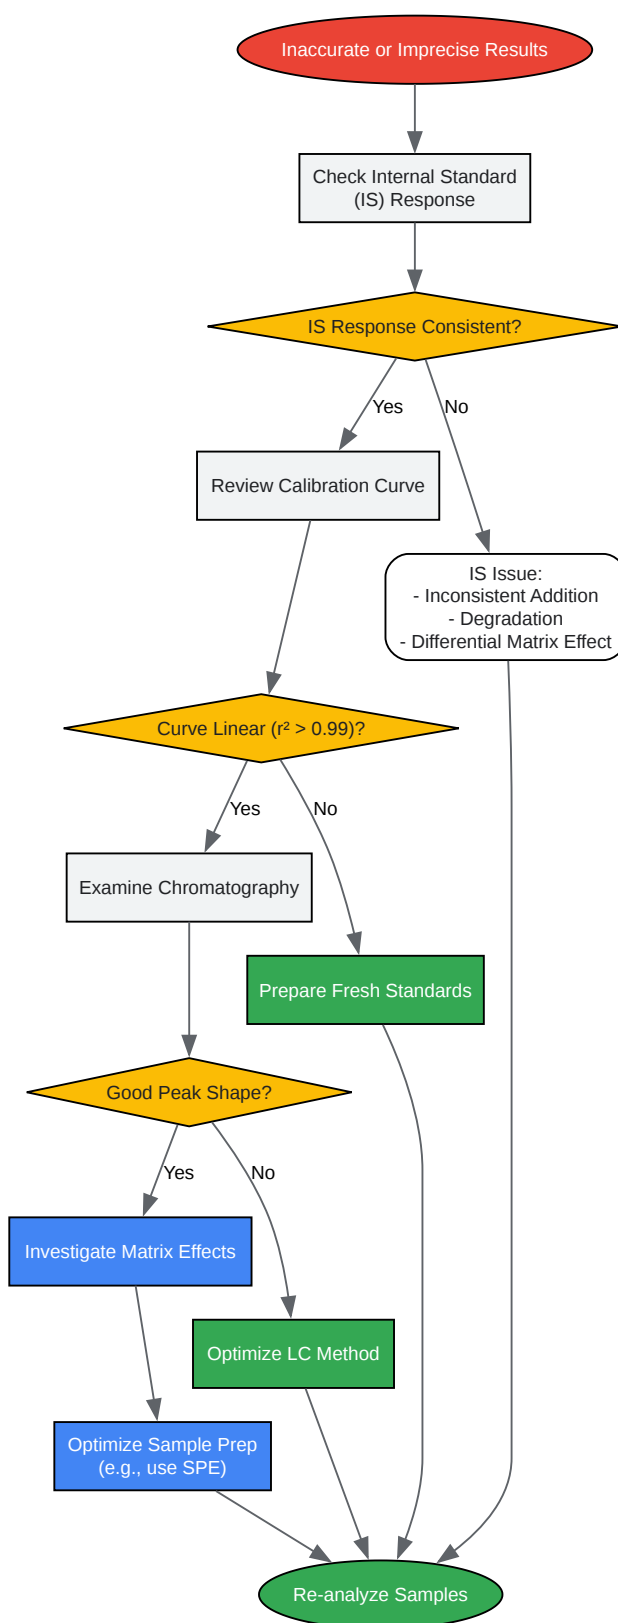 Inaccurate or Imprecise Results
Check Internal Standard
(IS) Response
IS Response Consistent?
Yes
No
Review Calibration Curve
IS Issue:
- Inconsistent Addition
- Degradation
- Differential Matrix Effect
Curve Linear (r² > 0.99)?
Yes
No
Examine Chromatography
Prepare Fresh Standards
Good Peak Shape?
Yes
No
Investigate Matrix Effects
Optimize LC Method
Optimize Sample Prep
(e.g., use SPE)
Re-analyze Samples